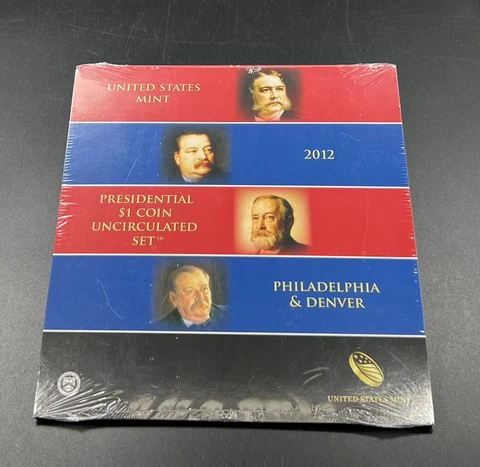 UNITED STATES
MINT
2012
PRESIDENTIAL
$1 COIN
UNCIRCULATED
SET™
PHILADELPHIA
& DENVER
UNITED STATES MINT